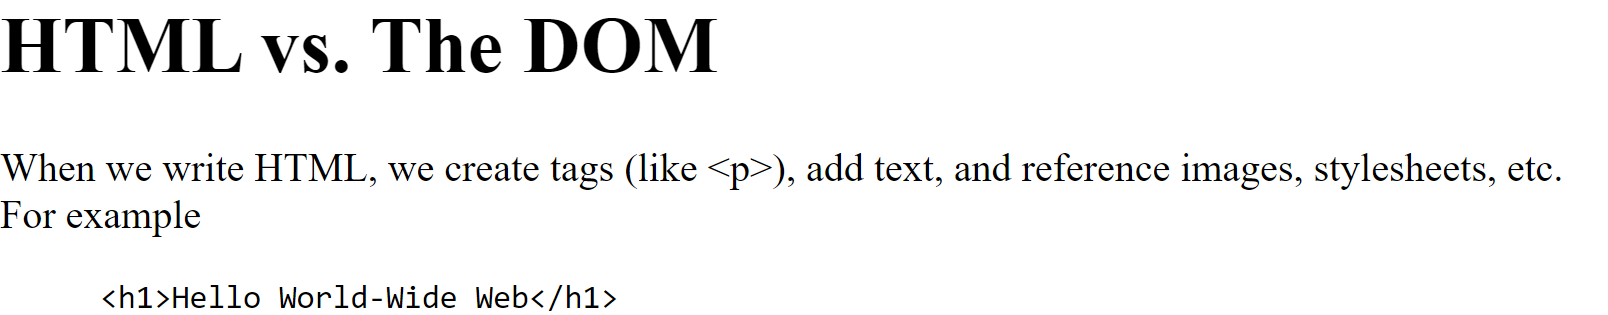 HTML vs. The DOM
When we write HTML, we create tags (like <p>), add text, and reference images, stylesheets, etc.
For example
<h1>Hello World-Wide Web</h1>